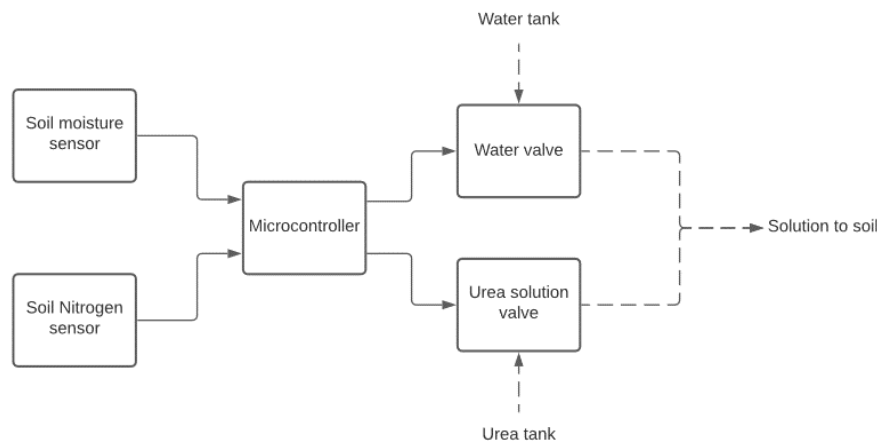 Water tank
Soil moisture
sensor
Water valve
Microcontroller
Solution to soil
Soil Nitrogen
sensor
Urea solution
valve
Urea tank